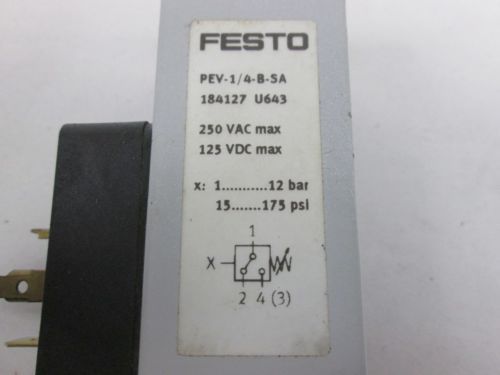 FESTO
PEV-1/4-B-SA
184127 U643
250 VAC max
125 VDC max
x: 1...........12 bar
15.......175 psi
1
X
2 4 (3)